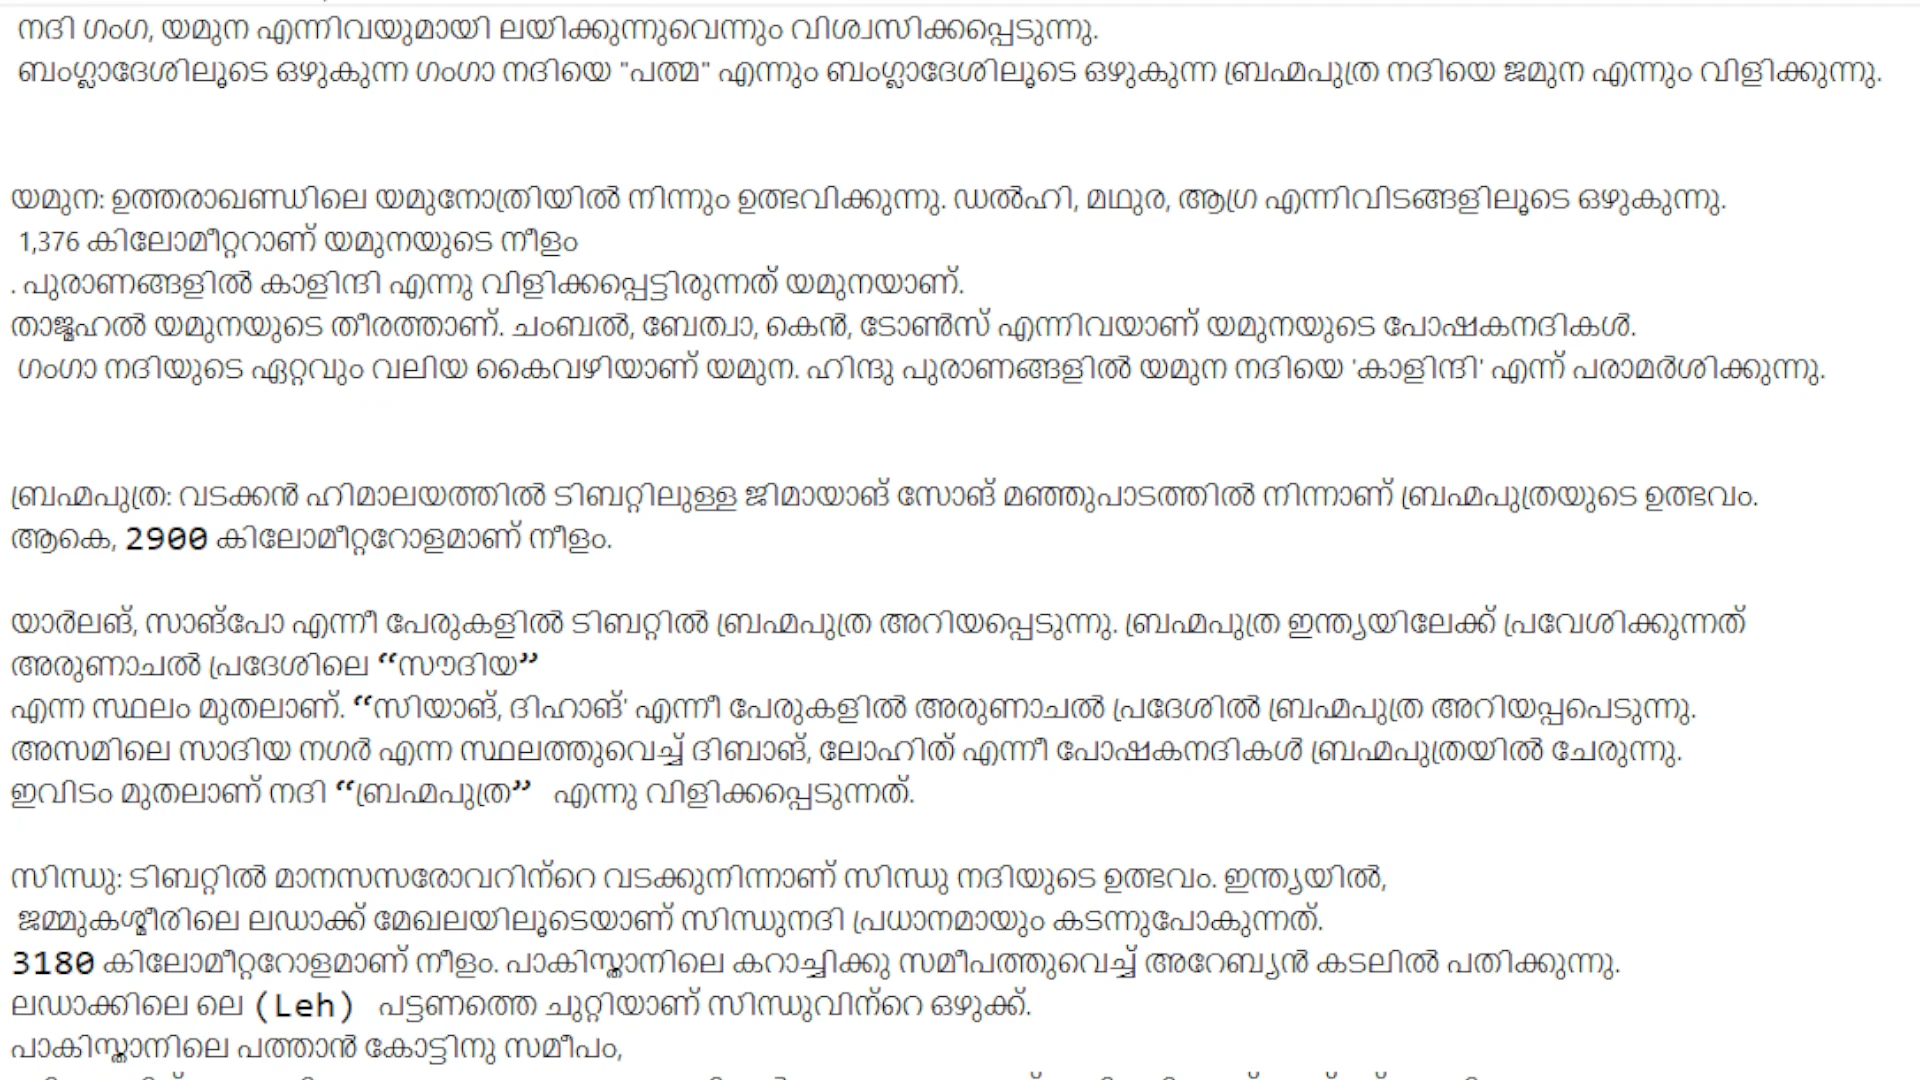 നദി ഗംഗ, യമുന എന്നിവയുമായി ലയിക്കുന്നുവെന്നും വിശ്വസിക്കപ്പെടുന്നു.
ബംഗ്ലാദേശിലൂടെ ഒഴുകുന്ന ഗംഗാ നദിയെ "പത്മ" എന്നും ബംഗ്ലാദേശിലൂടെ ഒഴുകുന്ന ബ്രഹ്മപുത്ര നദിയെ ജമുന എന്നും വിളിക്കുന്നു.
യമുന: ഉത്തരാഖണ്ഡിലെ യമുനോത്രിയിൽ നിന്നും ഉത്ഭവിക്കുന്നു. ഡൽഹി, മഥുര, ആഗ്ര എന്നിവിടങ്ങളിലൂടെ ഒഴുകുന്നു.
1,376 കിലോമീറ്ററാണ് യമുനയുടെ നീളം
. പുരാണങ്ങളിൽ കാളിന്ദി എന്നു വിളിക്കപ്പെട്ടിരുന്നത് യമുനയാണ്.
താജ്മഹൽ യമുനയുടെ തീരത്താണ്. ചംബൽ, ബേത്വാ, കെൻ, ടോൺസ് എന്നിവയാണ് യമുനയുടെ പോഷകനദികൾ.
ഗംഗാ നദിയുടെ ഏറ്റവും വലിയ കൈവഴിയാണ് യമുന. ഹിന്ദു പുരാണങ്ങളിൽ യമുന നദിയെ 'കാളിന്ദി' എന്ന് പരാമർശിക്കുന്നു.
ബ്രഹ്മപുത്ര: വടക്കൻ ഹിമാലയത്തിൽ ടിബറ്റിലുള്ള ജിമായാങ് സോങ് മഞ്ഞുപാടത്തിൽ നിന്നാണ് ബ്രഹ്മപുത്രയുടെ ഉത്ഭവം.
ആകെ, 2900 കിലോമീറ്ററോളമാണ് നീളം.
യാർലങ്, സാങ്പോ എന്നീ പേരുകളിൽ ടിബറ്റിൽ ബ്രഹ്മപുത്ര അറിയപ്പെടുന്നു. ബ്രഹ്മപുത്ര ഇന്ത്യയിലേക്ക് പ്രവേശിക്കുന്നത്
അരുണാചൽ പ്രദേശിലെ “സൗദിയ”
എന്ന സ്ഥലം മുതലാണ്. “സിയാങ്, ദിഹാങ്' എന്നീ പേരുകളിൽ അരുണാചൽ പ്രദേശിൽ ബ്രഹ്മപുത്ര അറിയപ്പപെടുന്നു.
അസമിലെ സാദിയ നഗർ എന്ന സ്ഥലത്തുവെച്ച് ദിബാങ്, ലോഹിത് എന്നീ പോഷകനദികൾ ബ്രഹ്മപുത്രയിൽ ചേരുന്നു.
ഇവിടം മുതലാണ് നദി “ബ്രഹ്മപുത്ര” എന്നു വിളിക്കപ്പെടുന്നത്.
സിന്ധു: ടിബറ്റിൽ മാനസസരോവറിന്റെ വടക്കുനിന്നാണ് സിന്ധു നദിയുടെ ഉത്ഭവം. ഇന്ത്യയിൽ,
ജമ്മുകശ്മീരിലെ ലഡാക്ക് മേഖലയിലൂടെയാണ് സിന്ധുനദി പ്രധാനമായും കടന്നുപോകുന്നത്.
3180 കിലോമീറ്ററോളമാണ് നീളം. പാകിസ്താനിലെ കറാച്ചിക്കു സമീപത്തുവെച്ച് അറേബ്യൻ കടലിൽ പതിക്കുന്നു.
ലഡാക്കിലെ ലെ (Leh) പട്ടണത്തെ ചുറ്റിയാണ് സിന്ധുവിന്റെ ഒഴുക്ക്.
പാകിസ്താനിലെ പത്താൻ കോട്ടിനു സമീപം,